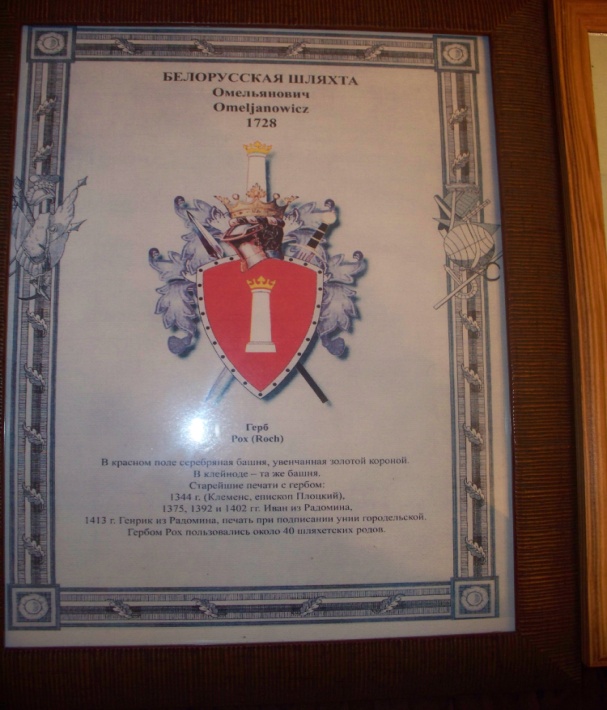 БЕЛОРУССКАЯ ШЛЯХТА
Омельянович
Omeljanowicz
1728
Герб
Рох (Roch)
В красном поле серебряная башня, увенчанная золотой короной.
В клейноде – та же башня.
Старейшие печати с гербом:
1344 г. (Клеменс, епископ Плоцкий),
1375, 1392 и 1402 гг. Иван из Радомина,
1413 г. Генрик из Радомина, печать при подписании унии городельской.
Гербом Рох пользовались около 40 шляхетских родов.